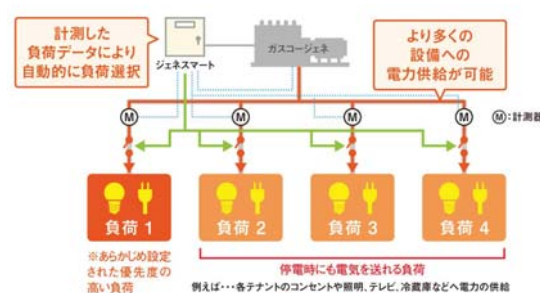 計測した
負荷データにより
自動的に負荷選択
ジェネスマート
ガスコージェネ
より多くの
設備への
電力供給が可能
M
M
M
M
Ⓜ:計測器
負荷 1
負荷 2
負荷 3
負荷 4
※あらかじめ設定
された優先度の
高い負荷
停電時にも電気を送れる負荷
例えば・・・各テナントのコンセントや照明、テレビ、冷蔵庫などへ電力の供給